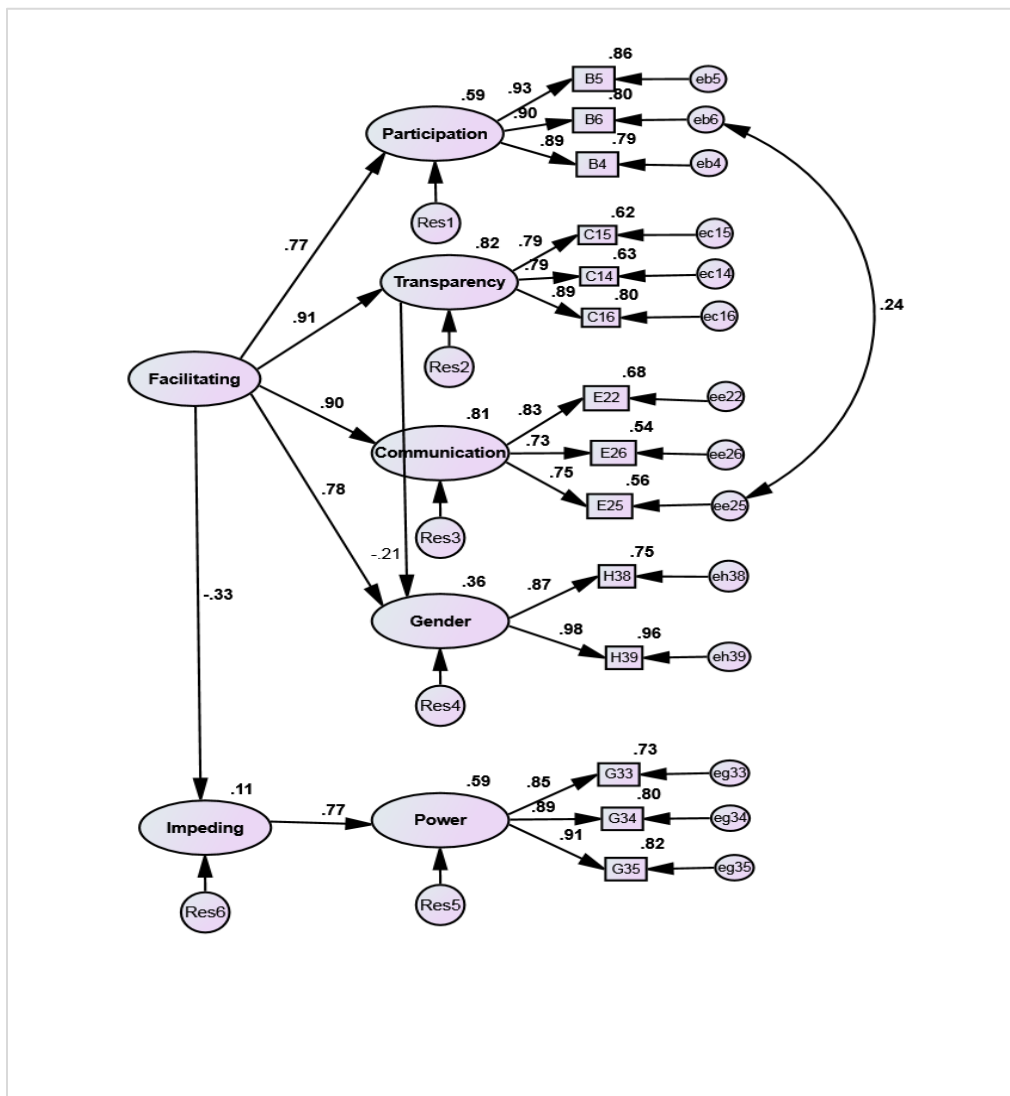 .86
B5
eb5
.93
.59
.80
B6
eb6
.90
Participation
.79
.89
B4
eb4
Res1
.62
C15
ec15
.79
.77
.82
.63
.79
C14
ec14
Transparency
.80
.89
C16
ec16
.24
.91
Res2
Facilitating
.68
E22
ee22
.90
.83
.81
.54
.73
E26
ee26
Communication
.56
.75
E25
ee25
.78
Res3
-.21
.75
H38
eh38
.36
.87
-.33
Gender
.98
.96
H39
eh39
Res4
.73
G33
eg33
.59
.85
.11
.80
.89
G34
eg34
.77
Power
Impeding
.91
.82
G35
eg35
Res6
Res5